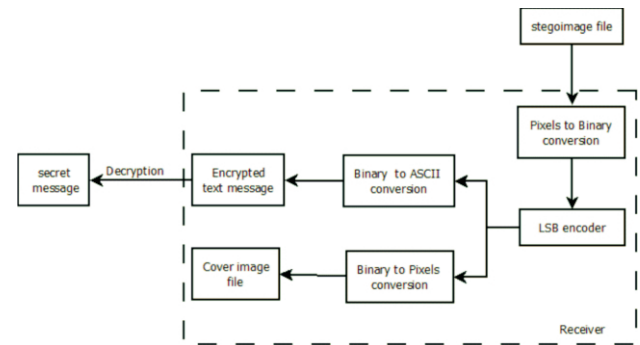 stegoimage file
Pixels to Binary
conversion
secret
message
Decryption
Encrypted
text message
Binary to ASCII
conversion
LSB encoder
Cover image
file
Binary to Pixels
conversion
Receiver